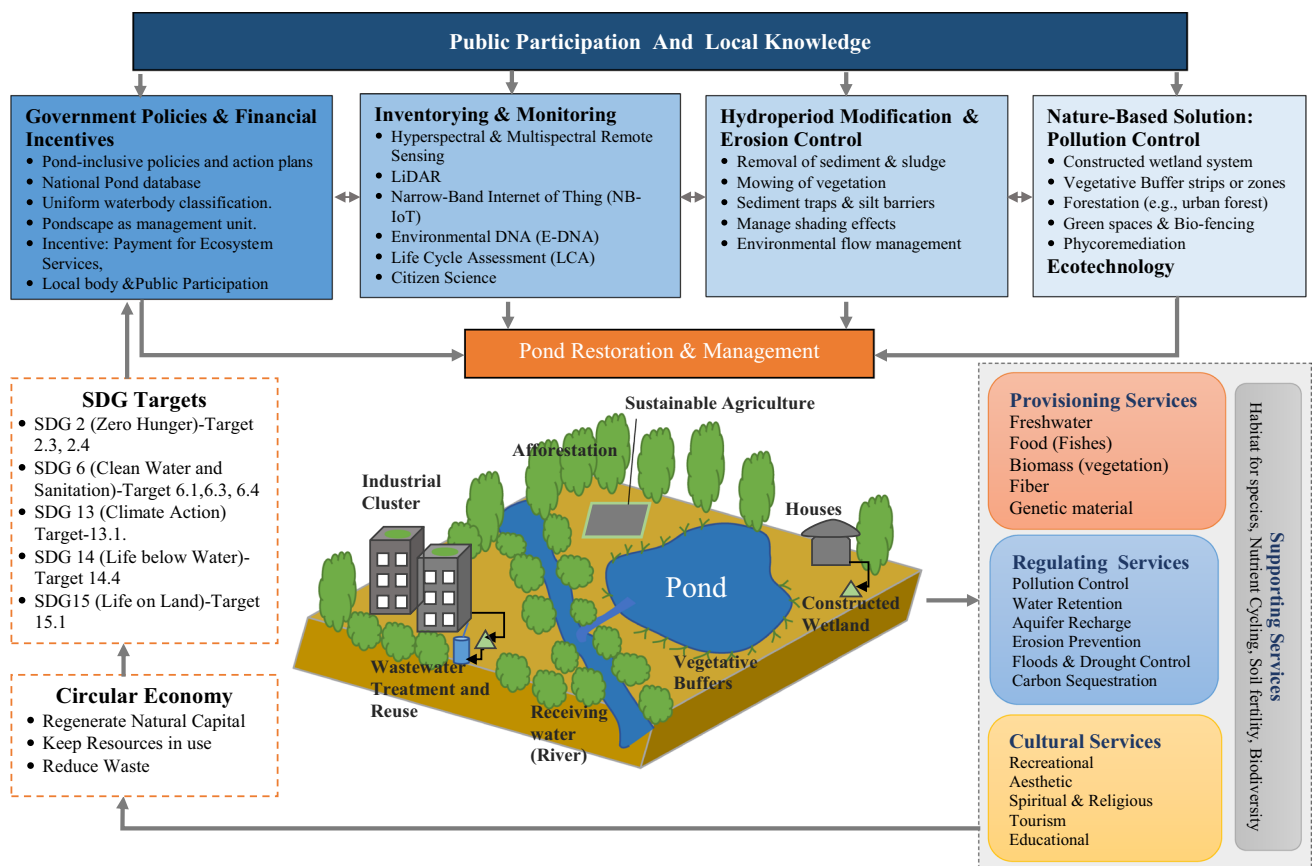 Public Participation And Local Knowledge
Government Policies & Financial
Incentives
• Pond-inclusive policies and action plans
• National Pond database
• Uniform waterbody classification.
• Pondscape as management unit.
• Incentive: Payment for Ecosystem
Services,
• Local body &Public Participation
Inventorying & Monitoring
• Hyperspectral & Multispectral Remote
Sensing
• LiDAR
• Narrow-Band Internet of Thing (NB-
IoT)
• Environmental DNA (E-DNA)
• Life Cycle Assessment (LCA)
• Citizen Science
Hydroperiod Modification &
Erosion Control
• Removal of sediment & sludge
• Mowing of vegetation
• Sediment traps & silt barriers
• Manage shading effects
• Environmental flow management
Nature-Based Solution:
Pollution Control
• Constructed wetland system
• Vegetative Buffer strips or zones
• Forestation (e.g., urban forest)
• Green spaces & Bio-fencing
• Phycoremediation
Ecotechnology
Pond Restoration & Management
SDG Targets
• SDG 2 (Zero Hunger)-Target
2.3, 2.4
• SDG 6 (Clean Water and
Sanitation)-Target 6.1,6.3, 6.4
• SDG 13 (Climate Action)
Target-13.1.
• SDG 14 (Life below Water)-
Target 14.4
• SDG15 (Life on Land)-Target
15.1
Circular Economy
• Regenerate Natural Capital
• Keep Resources in use
• Reduce Waste
Sustainable Agriculture
Afforestation
Industrial
Cluster
Houses
Pond
Constructed
Wetland
Vegetative
Buffers
Wastewater
Treatment and
Reuse
Receiving
water
(River)
Provisioning Services
Freshwater
Food (Fishes)
Biomass (vegetation)
Fiber
Genetic material
Regulating Services
Pollution Control
Water Retention
Aquifer Recharge
Erosion Prevention
Floods & Drought Control
Carbon Sequestration
Cultural Services
Recreational
Aesthetic
Spiritual & Religious
Tourism
Educational
Supporting Services
Habitat for species, Nutrient Cycling, Soil fertility, Biodiversity